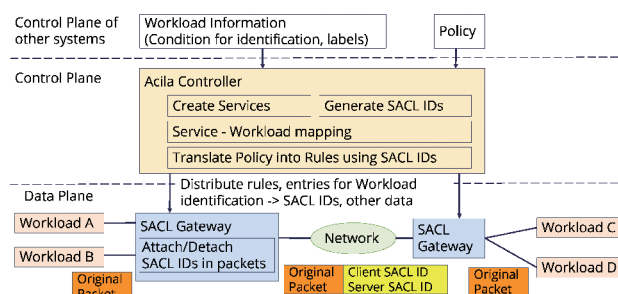 Control Plane of
other systems
Workload Information
(Condition for identification, labels)
Policy
Control Plane
Acila Controller
Create Services
Generate SACL IDs
Service - Workload mapping
Translate Policy into Rules using SACL IDs
Data Plane
Distribute rules, entries for Workload
identification -> SACL IDs, other data
Workload A
Workload B
SACL Gateway
Attach/Detach
SACL IDs in packets
Network
SACL
Gateway
Workload C
Workload D
Original
Packet
Original
Packet
Client SACL ID
Server SACL ID
Original
Packet